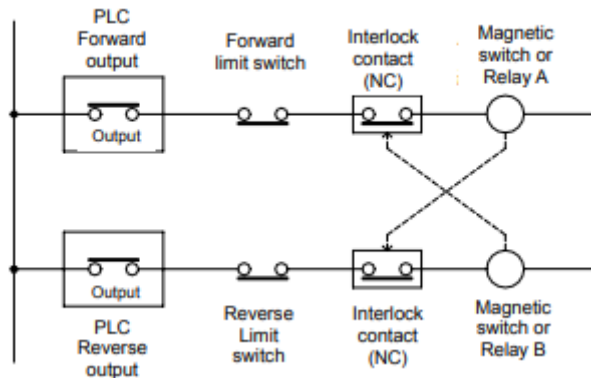 PLC
Forward
output
Forward
limit switch
Interlock
contact
(NC)
Magnetic
switch or
Relay A
Output
Output
PLC
Reverse
output
Reverse
Limit
switch
Interlock
contact
(NC)
Magnetic
switch or
Relay B